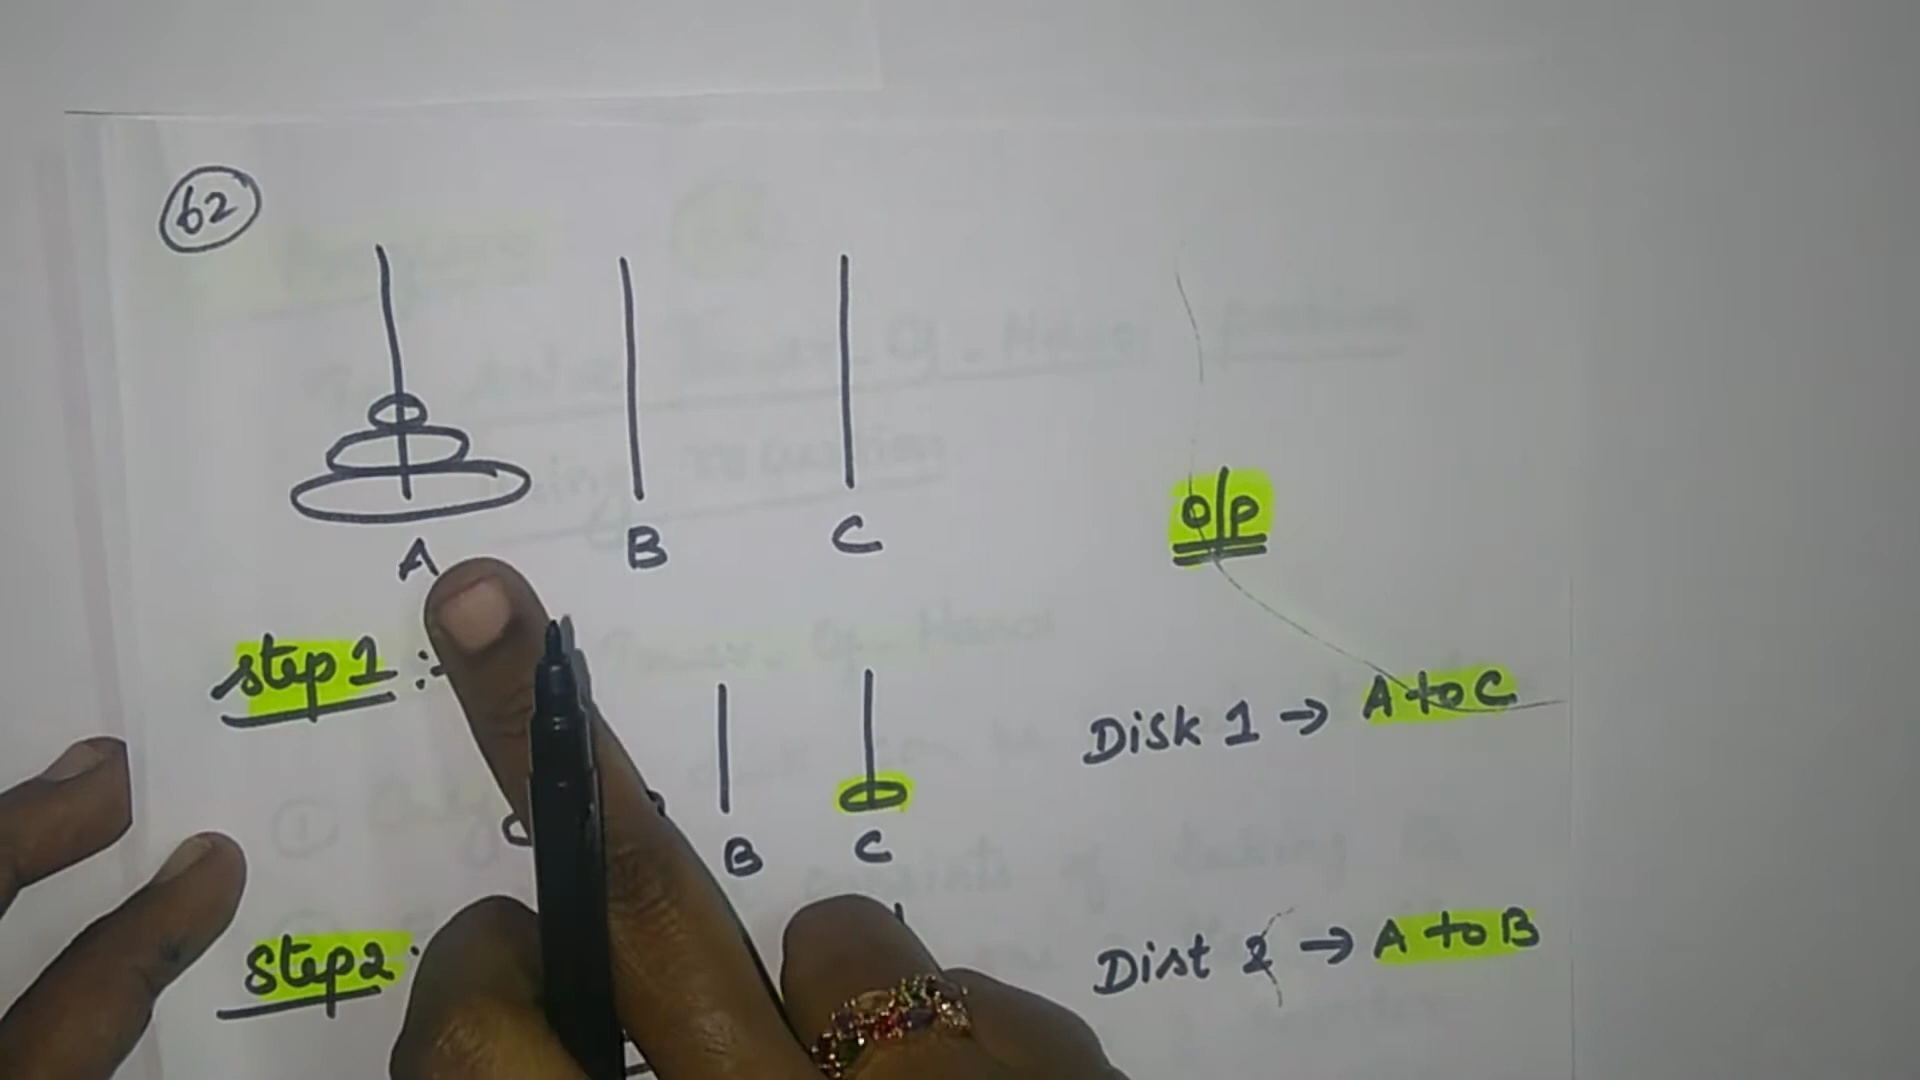 62
A B C
o/p
step 1 :-
Disk 1 → A to C
B C
Step2
Dist 2 → A to B